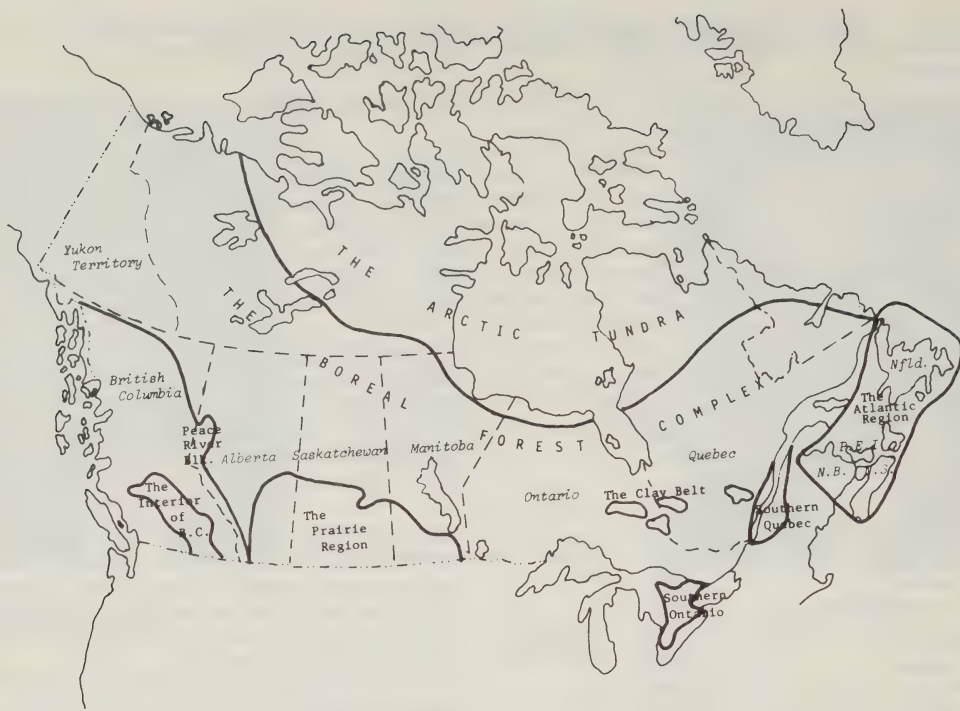 Yukon
Territory
THE
ARCTIC
TUNDRA
THE
BOREAL
FOREST
COMPLEX
British
Columbia
Peace
River
Alberta
Saskatchewan
Manitoba
Ontario
Quebec
Nfld.
The
Atlantic
Region
P.E.I.
N.B.
N.S.
The
Interior
of
B.C.
The
Prairie
Region
The Clay Belt
Southern
Quebec
Southern
Ontario